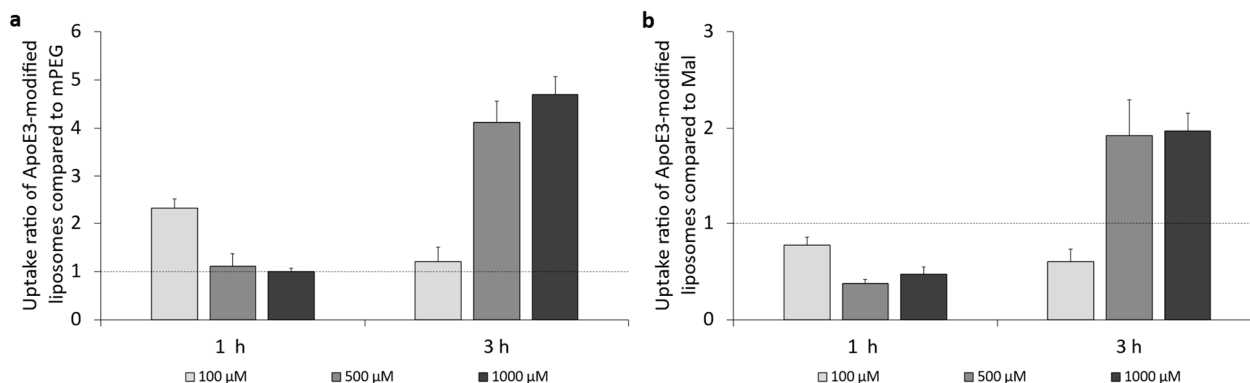 a
Uptake ratio of ApoE3-modified
liposomes compared to mPEG
6
5
4
3
2
1
0
1 h
3 h
100 µM
500 µM
1000 µM
b
Uptake ratio of ApoE3-modified
liposomes compared to Mal
3
2
1
0
1 h
3 h
100 µM
500 µM
1000 µM